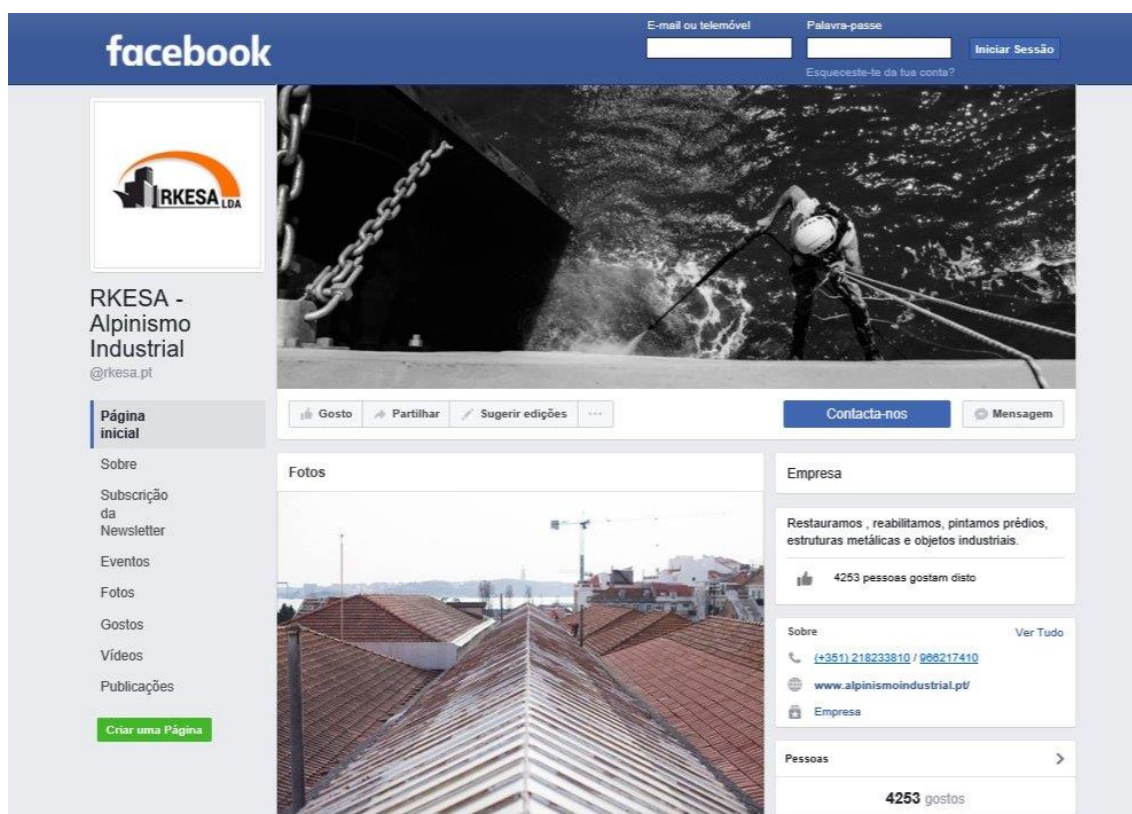 facebook
E-mail ou telemóvel
Palavra-passe
Iniciar Sessão
Esqueceste-te da tua conta?
RKESA LDA
RKESA -
Alpinismo
Industrial
@rkesa.pt
Página
inicial
Sobre
Subscrição
da
Newsletter
Eventos
Fotos
Gostos
Vídeos
Publicações
Criar uma Página
Gosto
Partilhar
Sugerir edições
...
Contacta-nos
Mensagem
Fotos
Empresa
Restauramos , reabilitamos, pintamos prédios,
estruturas metálicas e objetos industriais.
4253 pessoas gostam disto
Sobre
Ver Tudo
(+351) 218233810 / 966217410
www.alpinismoindustrial.pt/
Empresa
Pessoas
4253 gostos